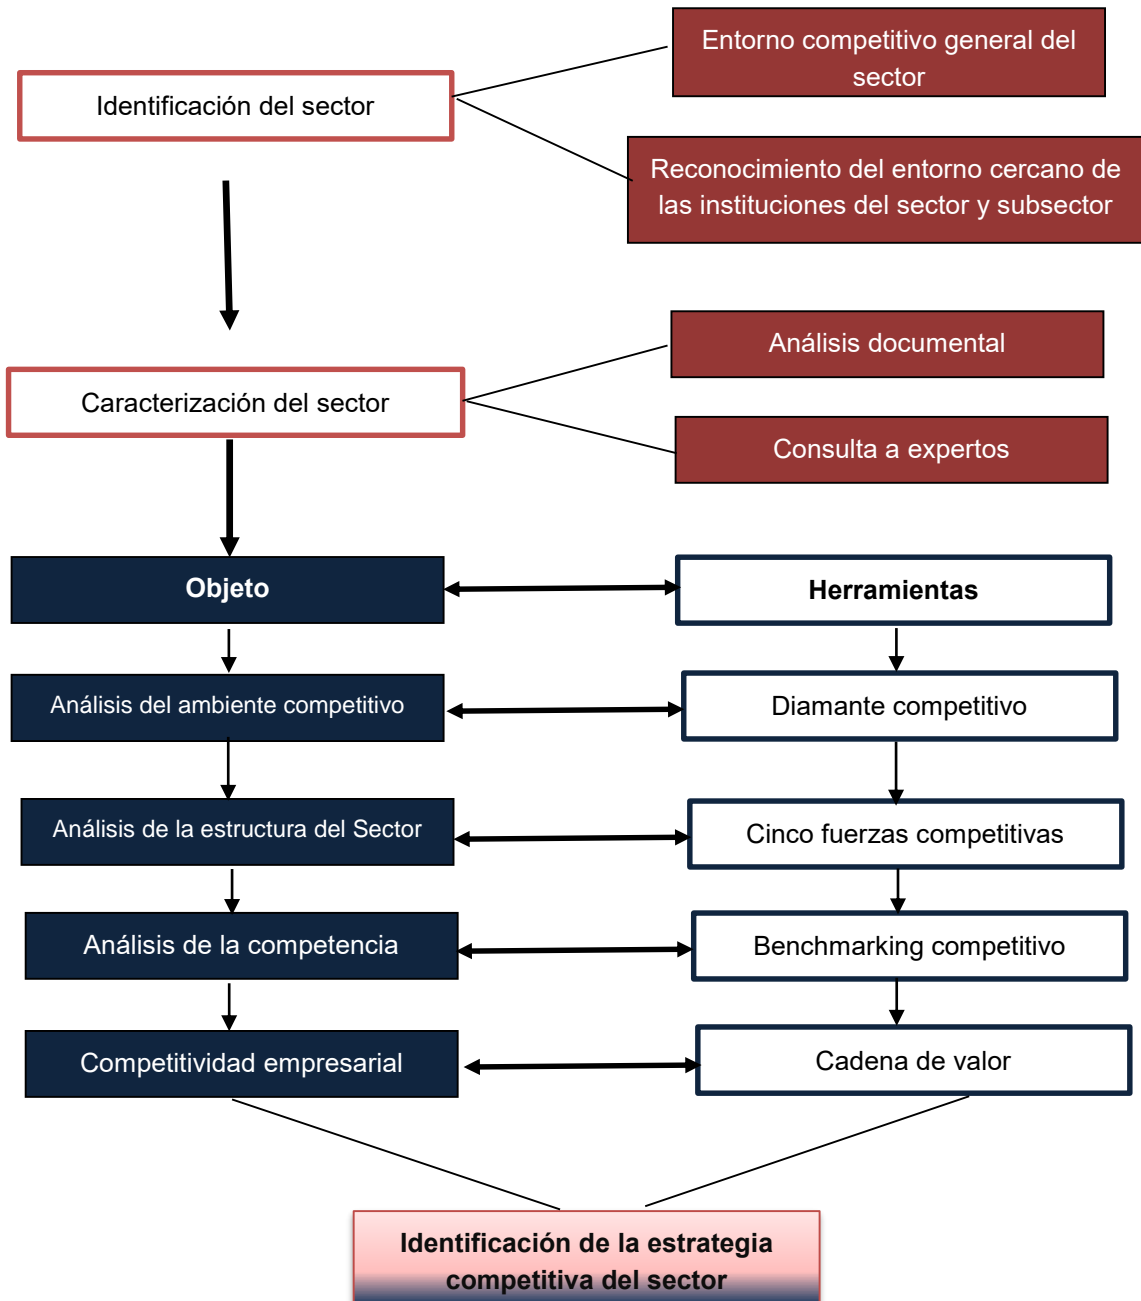 Entorno competitivo general del
sector
Identificación del sector
Reconocimiento del entorno cercano de
las instituciones del sector y subsector
Análisis documental
Caracterización del sector
Consulta a expertos
Objeto
Herramientas
Análisis del ambiente competitivo
Diamante competitivo
Análisis de la estructura del Sector
Cinco fuerzas competitivas
Análisis de la competencia
Benchmarking competitivo
Competitividad empresarial
Cadena de valor
Identificación de la estrategia
competitiva del sector